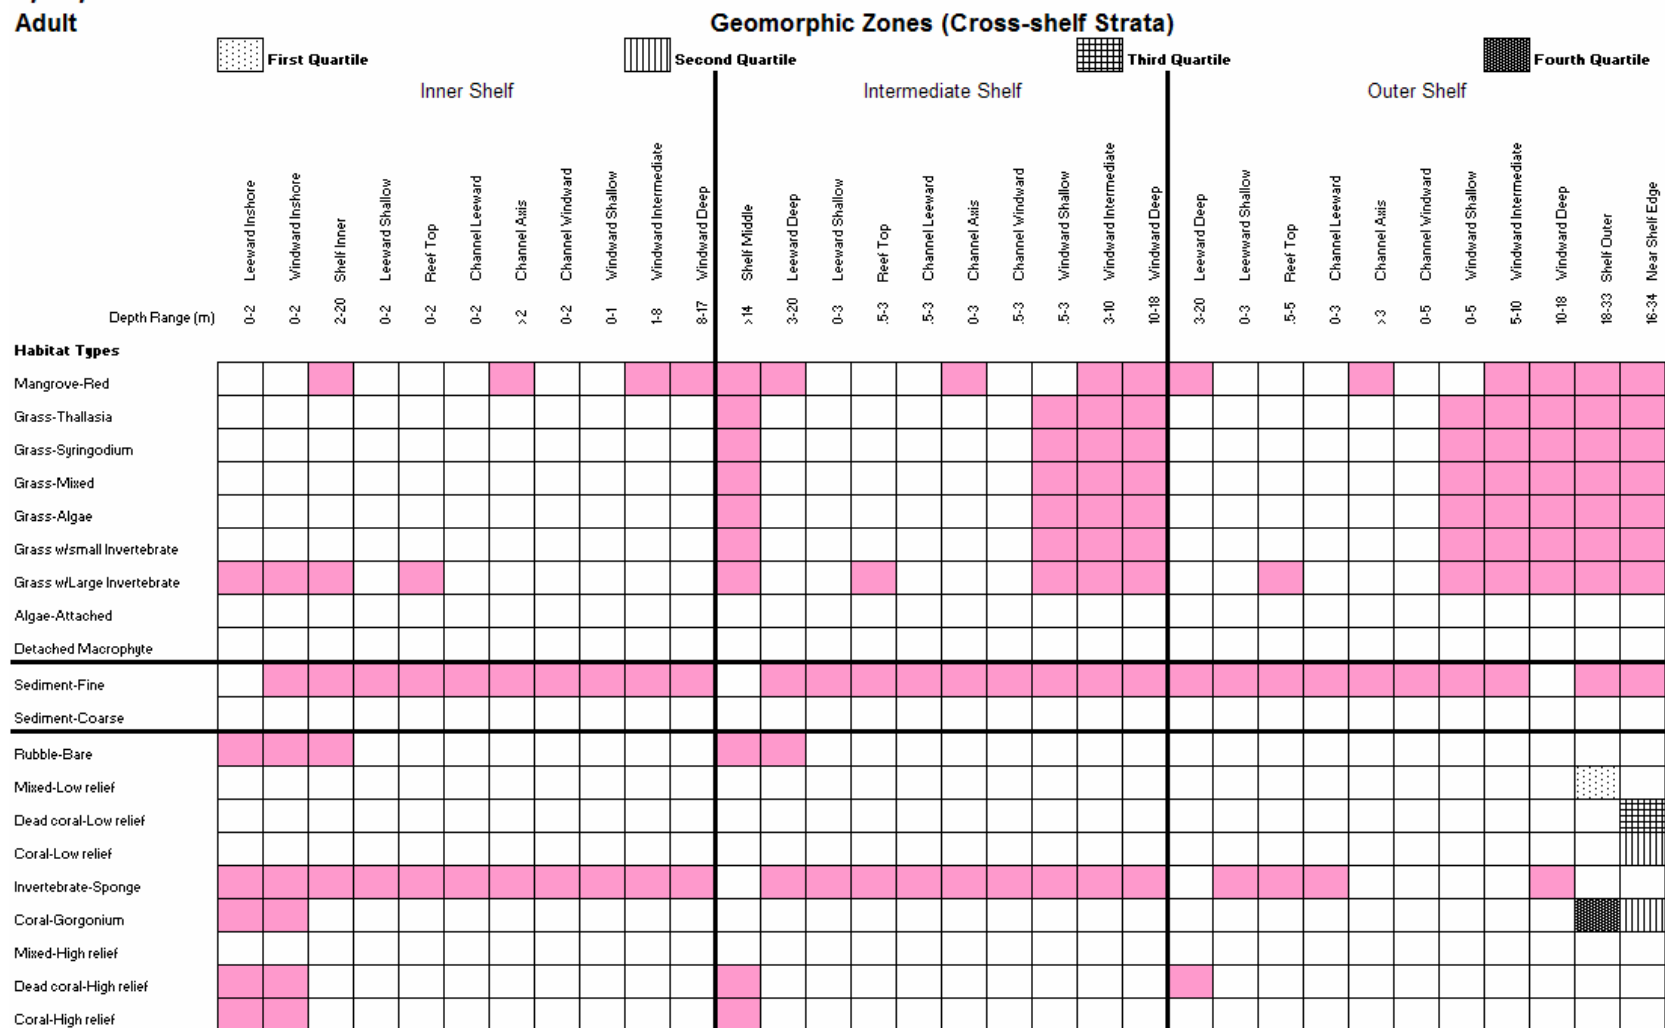 Adult
Geomorphic Zones (Cross-shelf Strata)
First Quartile
Second Quartile
Third Quartile
Fourth Quartile
Inner Shelf
Intermediate Shelf
Outer Shelf
Leeward Inshore
Windward Inshore
Shelf Inner
Leeward Shallow
Reef Top
Channel Leeward
Channel Axis
Channel Windward
Windward Shallow
Windward Intermediate
Windward Deep
Shelf Middle
Leeward Deep
Leeward Shallow
Reef Top
Channel Leeward
Channel Axis
Channel Windward
Windward Shallow
Windward Intermediate
Windward Deep
Leeward Deep
Leeward Shallow
Reef Top
Channel Leeward
Channel Axis
Channel Windward
Windward Shallow
Windward Intermediate
Windward Deep
Shelf Outer
Near Shelf Edge
Depth Range (m)
0-2
0-2
2-20
0-2
0-2
0-2
>2
0-2
0-1
1-8
8-17
>14
3-20
0-3
.5-3
.5-3
0-3
.5-3
.5-3
3-10
10-18
3-20
0-3
.5-5
0-3
>3
0-5
0-5
5-10
10-18
18-33
16-34
Habitat Types
Mangrove-Red
Grass-Thallasia
Grass-Syringodium
Grass-Mixed
Grass-Algae
Grass w/small Invertebrate
Grass w/Large Invertebrate
Algae-Attached
Detached Macrophyte
Sediment-Fine
Sediment-Coarse
Rubble-Bare
Mixed-Low relief
Dead coral-Low relief
Coral-Low relief
Invertebrate-Sponge
Coral-Gorgonium
Mixed-High relief
Dead coral-High relief
Coral-High relief